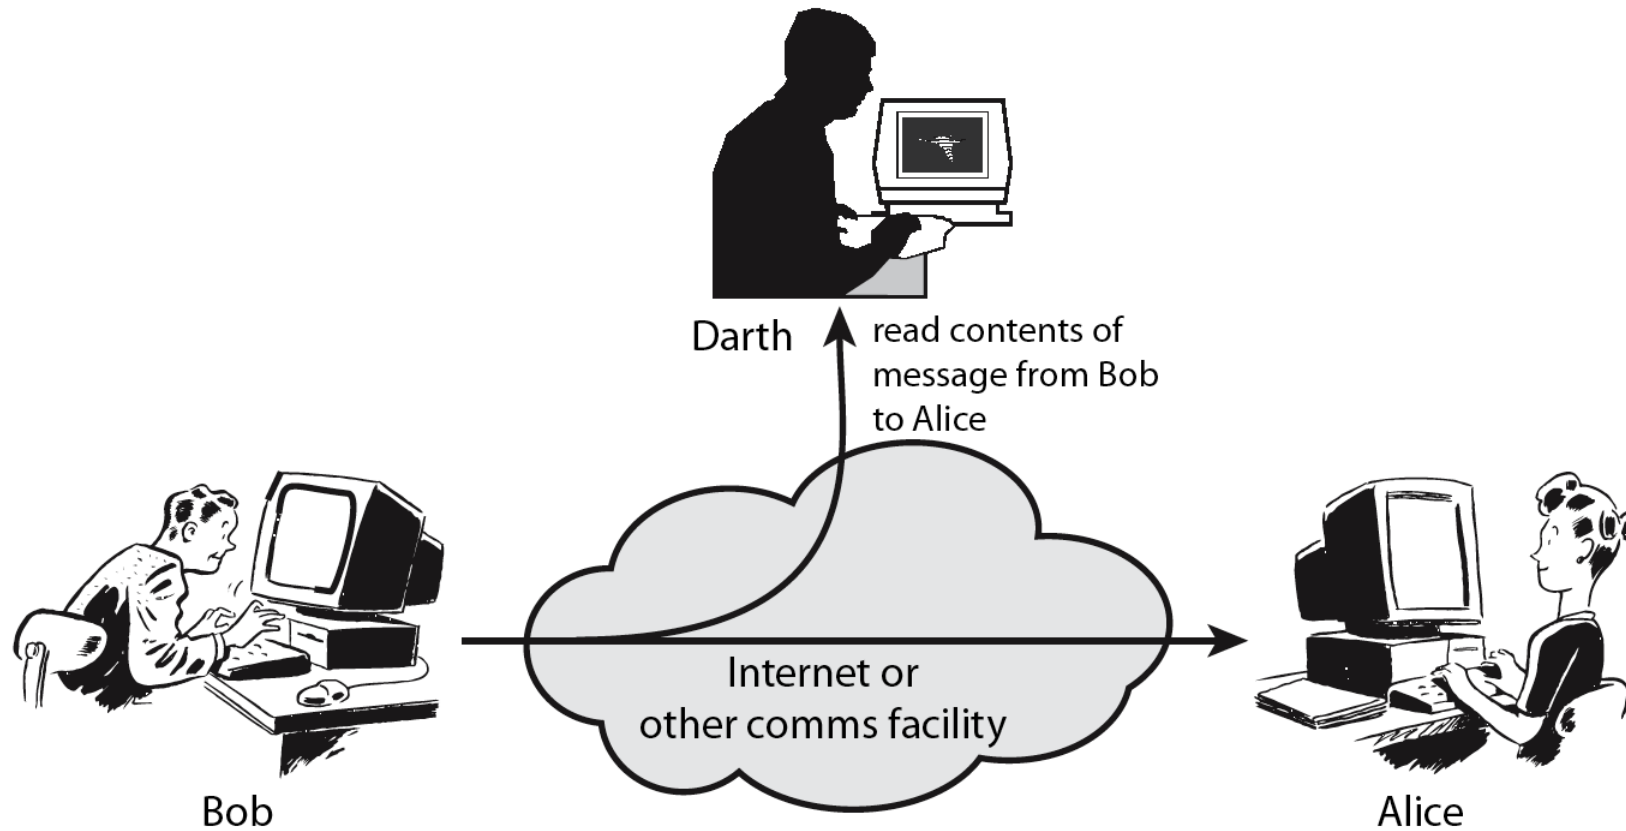 Darth
read contents of
message from Bob
to Alice
Internet or
other comms facility
Bob
Alice